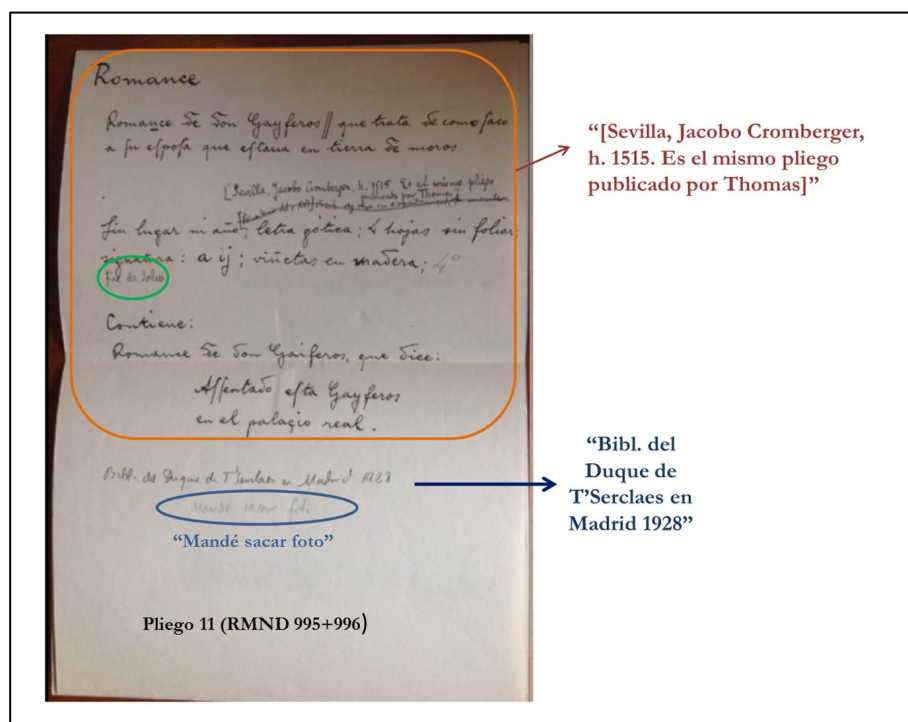 Romance
Romance de don Gayferos // que trata de como saco
a su esposa que estaua en tierra de moros
[Sevilla, Jacobo Cromberger, h. 1515. Es el mismo pliego
publicado por Thomas]
Sin lugar ni año; letra gótica; 4 hojas sin foliar;
signatura: a ij; viñetas en madera; 4º
Contiene:
Romance de don Gaiferos, que dice:
Assentado esta Gayferos
en el palaçio real.
Bibl. del Duque de T'Serclaes en Madrid 1928
Mandé sacar foto
“Mandé sacar foto”
Pliego 11 (RMND 995+996)
“[Sevilla, Jacobo Cromberger,
h. 1515. Es el mismo pliego
publicado por Thomas]”
“Bibl. del
Duque de
T’Serclaes en
Madrid 1928”